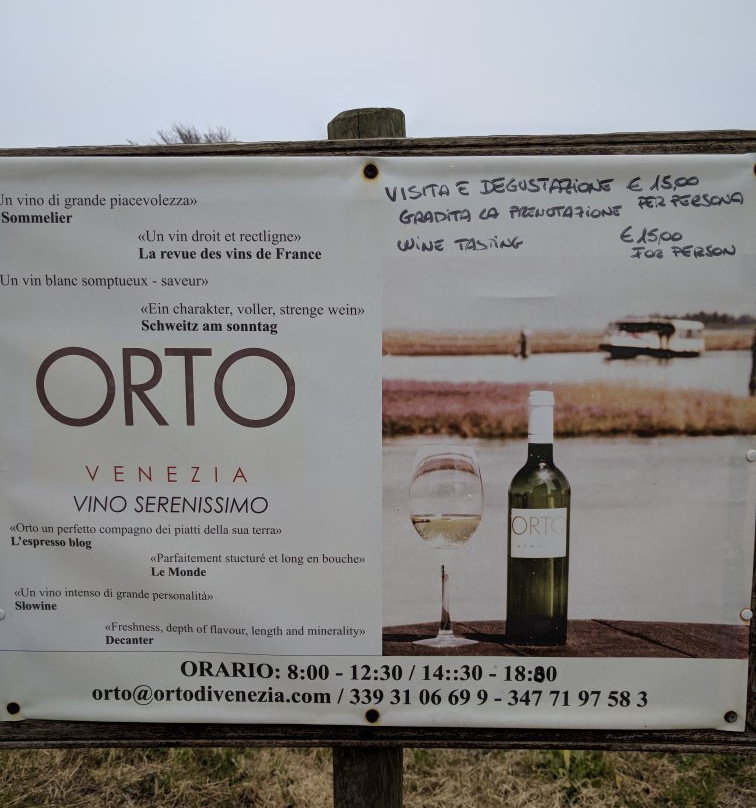 Un vino di grande piacevolezza»
Sommelier
«Un vin droit et rectligne»
La revue des vins de France
Un vin blanc somptueux - saveur»
«Ein charakter, voller, strenge wein»
Schweitz am sonntag
ORTO
VENEZIA
VINO SERENISSIMO
«Orto un perfetto compagno dei piatti della sua terra»
L'espresso blog
«Parfaitement stucturé et long en bouche»
Le Monde
«Un vino intenso di grande personalità»
Slowine
«Freshness, depth of flavour, length and minerality»
Decanter
VISITA E DEGUSTAZIONE € 15,00
GRADITA LA PRENOTAZIONE PER PERSONA
WINE TASTING €15,00
FOR PERSON
ORTO
ORARIO: 8:00 - 12:30 / 14::30 - 18:30
orto@ortodivenezia.com / 339 31 06 69 9 - 347 71 97 58 3